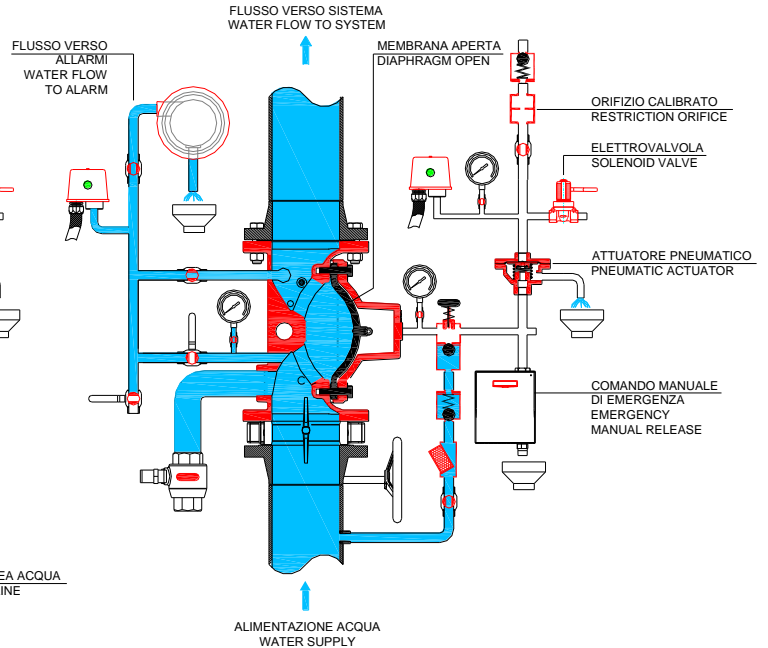 FLUSSO VERSO SISTEMA
WATER FLOW TO SYSTEM
FLUSSO VERSO
ALLARMI
WATER FLOW
TO ALARM
MEMBRANA APERTA
DIAPHRAGM OPEN
ORIFIZIO CALIBRATO
RESTRICTION ORIFICE
ELETTROVALVOLA
SOLENOID VALVE
ATTUATORE PNEUMATICO
PNEUMATIC ACTUATOR
COMANDO MANUALE
DI EMERGENZA
EMERGENCY
MANUAL RELEASE
EA ACQUA
INE
ALIMENTAZIONE ACQUA
WATER SUPPLY